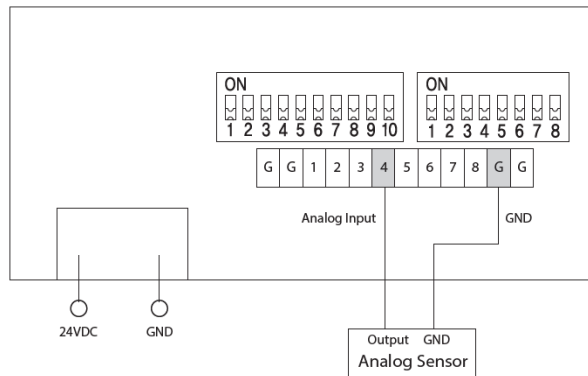 ON
1 2 3 4 5 6 7 8 9 10
ON
1 2 3 4 5 6 7 8
G G 1 2 3 4 5 6 7 8 G G
Analog Input
GND
24VDC
GND
Output GND
Analog Sensor